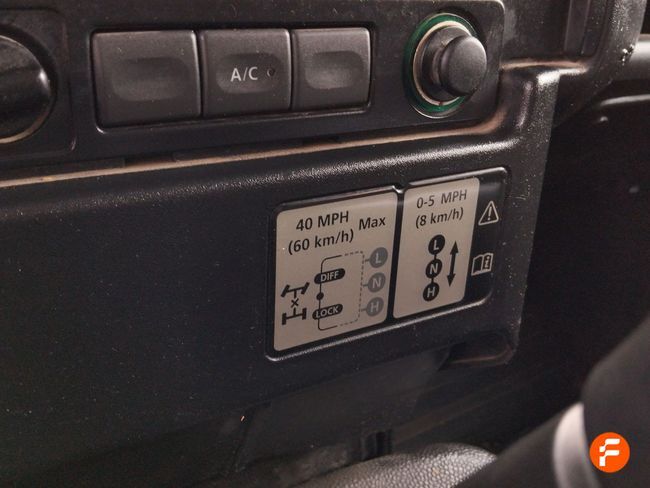 A/C
40 MPH
(60 km/h) Max
DIFF
LOCK
L
N
H
0-5 MPH
(8 km/h)
L
N
H